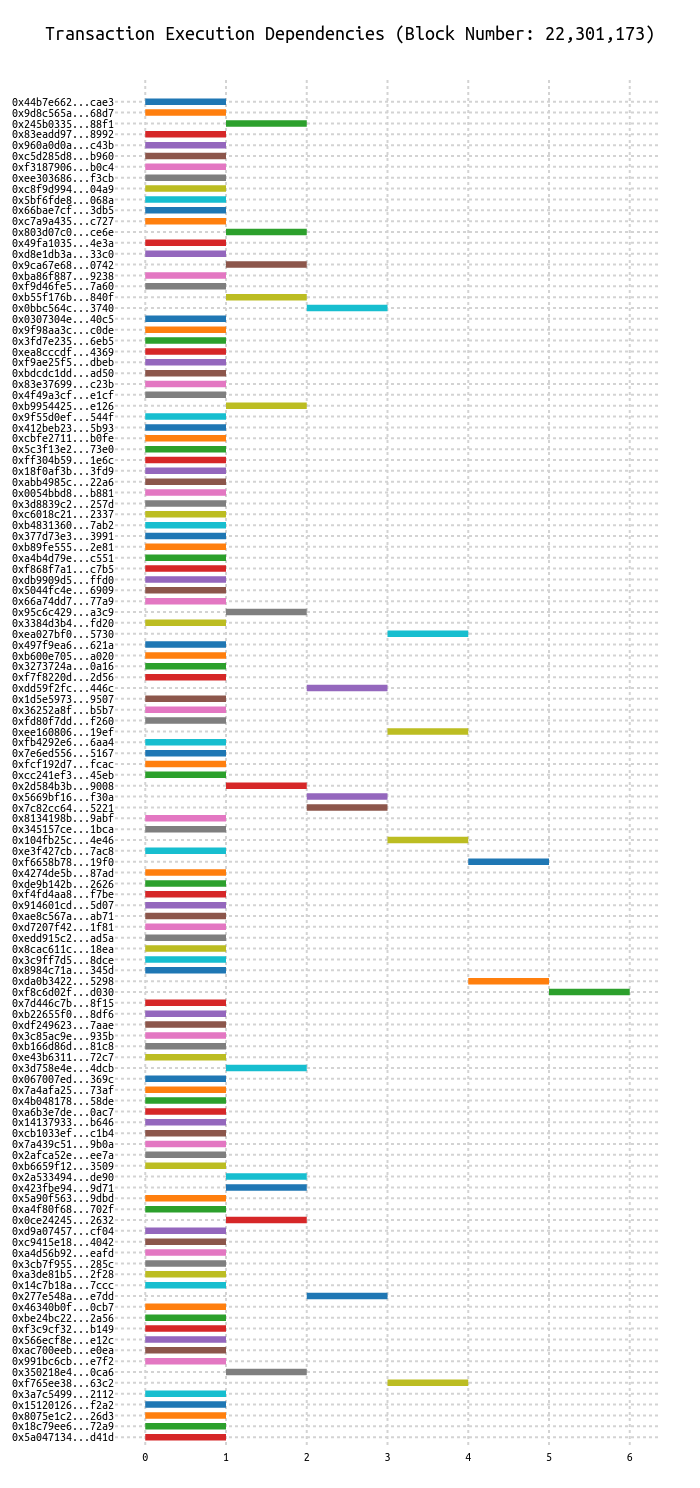 Transaction Execution Dependencies (Block Number: 22,301,173)
0x44b7e662...cae3
0x9d8c565a...68d7
0x245b0335...88f1
0x83eadd97...8992
0x960a0d0a...c43b
0xc5d285d8...b960
0xf3187906...b0c4
0xee303686...f3cb
0xc8f9d994...04a9
0x5bf6fde8...068a
0x66bae7cf...3db5
0xc7a9a435...c727
0x803d07c0...ce6e
0x49fa1035...4e3a
0xd8e1db3a...33c0
0x9ca67e68...0742
0xba86f887...9238
0xf9d46fe5...7a60
0xb55f176b...840f
0x0bbc564c...3740
0x0307304e...40c5
0x9f98aa3c...c0de
0x3fd7e235...6eb5
0xea8cccdf...4369
0xf9ae25f5...dbeb
0xbdcdc1dd...ad50
0x83e37699...c23b
0x4f49a3cf...e1cf
0xb9954425...e126
0x9f55d0ef...544f
0x412beb23...5b93
0xcbfe2711...b0fe
0x5c3f13e2...73e0
0xff304b59...1e6c
0x18f0af3b...3fd9
0xabb4985c...22a6
0x0054bbd8...b881
0x3d8839c2...257d
0xc6018c21...2337
0xb4831360...7ab2
0x377d73e3...3991
0xb89fe555...2e81
0xa4b4d79e...c551
0xf868f7a1...c7b5
0xdb9909d5...ffd0
0x5044fc4e...6909
0x66a74dd7...77a9
0x95c6c429...a3c9
0x3384d3b4...fd20
0xea027bf0...5730
0x497f9ea6...621a
0xb600e705...a020
0x3273724a...0a16
0xf7f8220d...2d56
0xdd59f2fc...446c
0x1d5e5973...9507
0x36252a8f...b5b7
0xfd80f7dd...f260
0xee160806...19ef
0xfb4292e6...6aa4
0x7e6ed556...5167
0xfcf192d7...fcac
0xcc241ef3...45eb
0x2d584b3b...9008
0x5669bf16...f30a
0x7c82cc64...5221
0x8134198b...9abf
0x345157ce...1bca
0x104fb25c...4e46
0xe3f427cb...7ac8
0xf6658b78...19f0
0x4274de5b...87ad
0xde9b142b...2626
0xf4fd4aa8...f7be
0x914601cd...5d07
0xae8c567a...ab71
0xd7207f42...1f81
0xedd915c2...ad5a
0x8cac611c...18ea
0x3c9ff7d5...8dce
0x8984c71a...345d
0xda0b3422...5298
0xf8c6d02f...d030
0x7d446c7b...8f15
0xb22655f0...8df6
0xdf249623...7aae
0x3c85ac9e...935b
0xb166d86d...81c8
0xe43b6311...72c7
0x3d758e4e...4dcb
0x067007ed...369c
0x7a4afa25...73af
0x4b048178...58de
0xa6b3e7de...0ac7
0x14137933...b646
0xcb1033ef...c1b4
0x7a439c51...9b0a
0x2afca52e...ee7a
0xb6659f12...3509
0x2a533494...de90
0x423fbe94...9d71
0x5a90f563...9dbd
0xa4f80f68...702f
0x0ce24245...2632
0xd9a07457...cf04
0xc9415e18...4042
0xa4d56b92...eafd
0x3cb7f955...285c
0xa3de81b5...2f28
0x14c7b18a...7ccc
0x277e548a...e7dd
0x46340b0f...0cb7
0xbe24bc22...2a56
0xf3c9cf32...b149
0x566ecf8e...e12c
0xac700eeb...e0ea
0x991bc6cb...e7f2
0x350218e4...0ca6
0xf765ee38...63c2
0x3a7c5499...2112
0x15120126...f2a2
0x8075e1c2...26d3
0x18c79ee6...72a9
0x5a047134...d41d
0 1 2 3 4 5 6